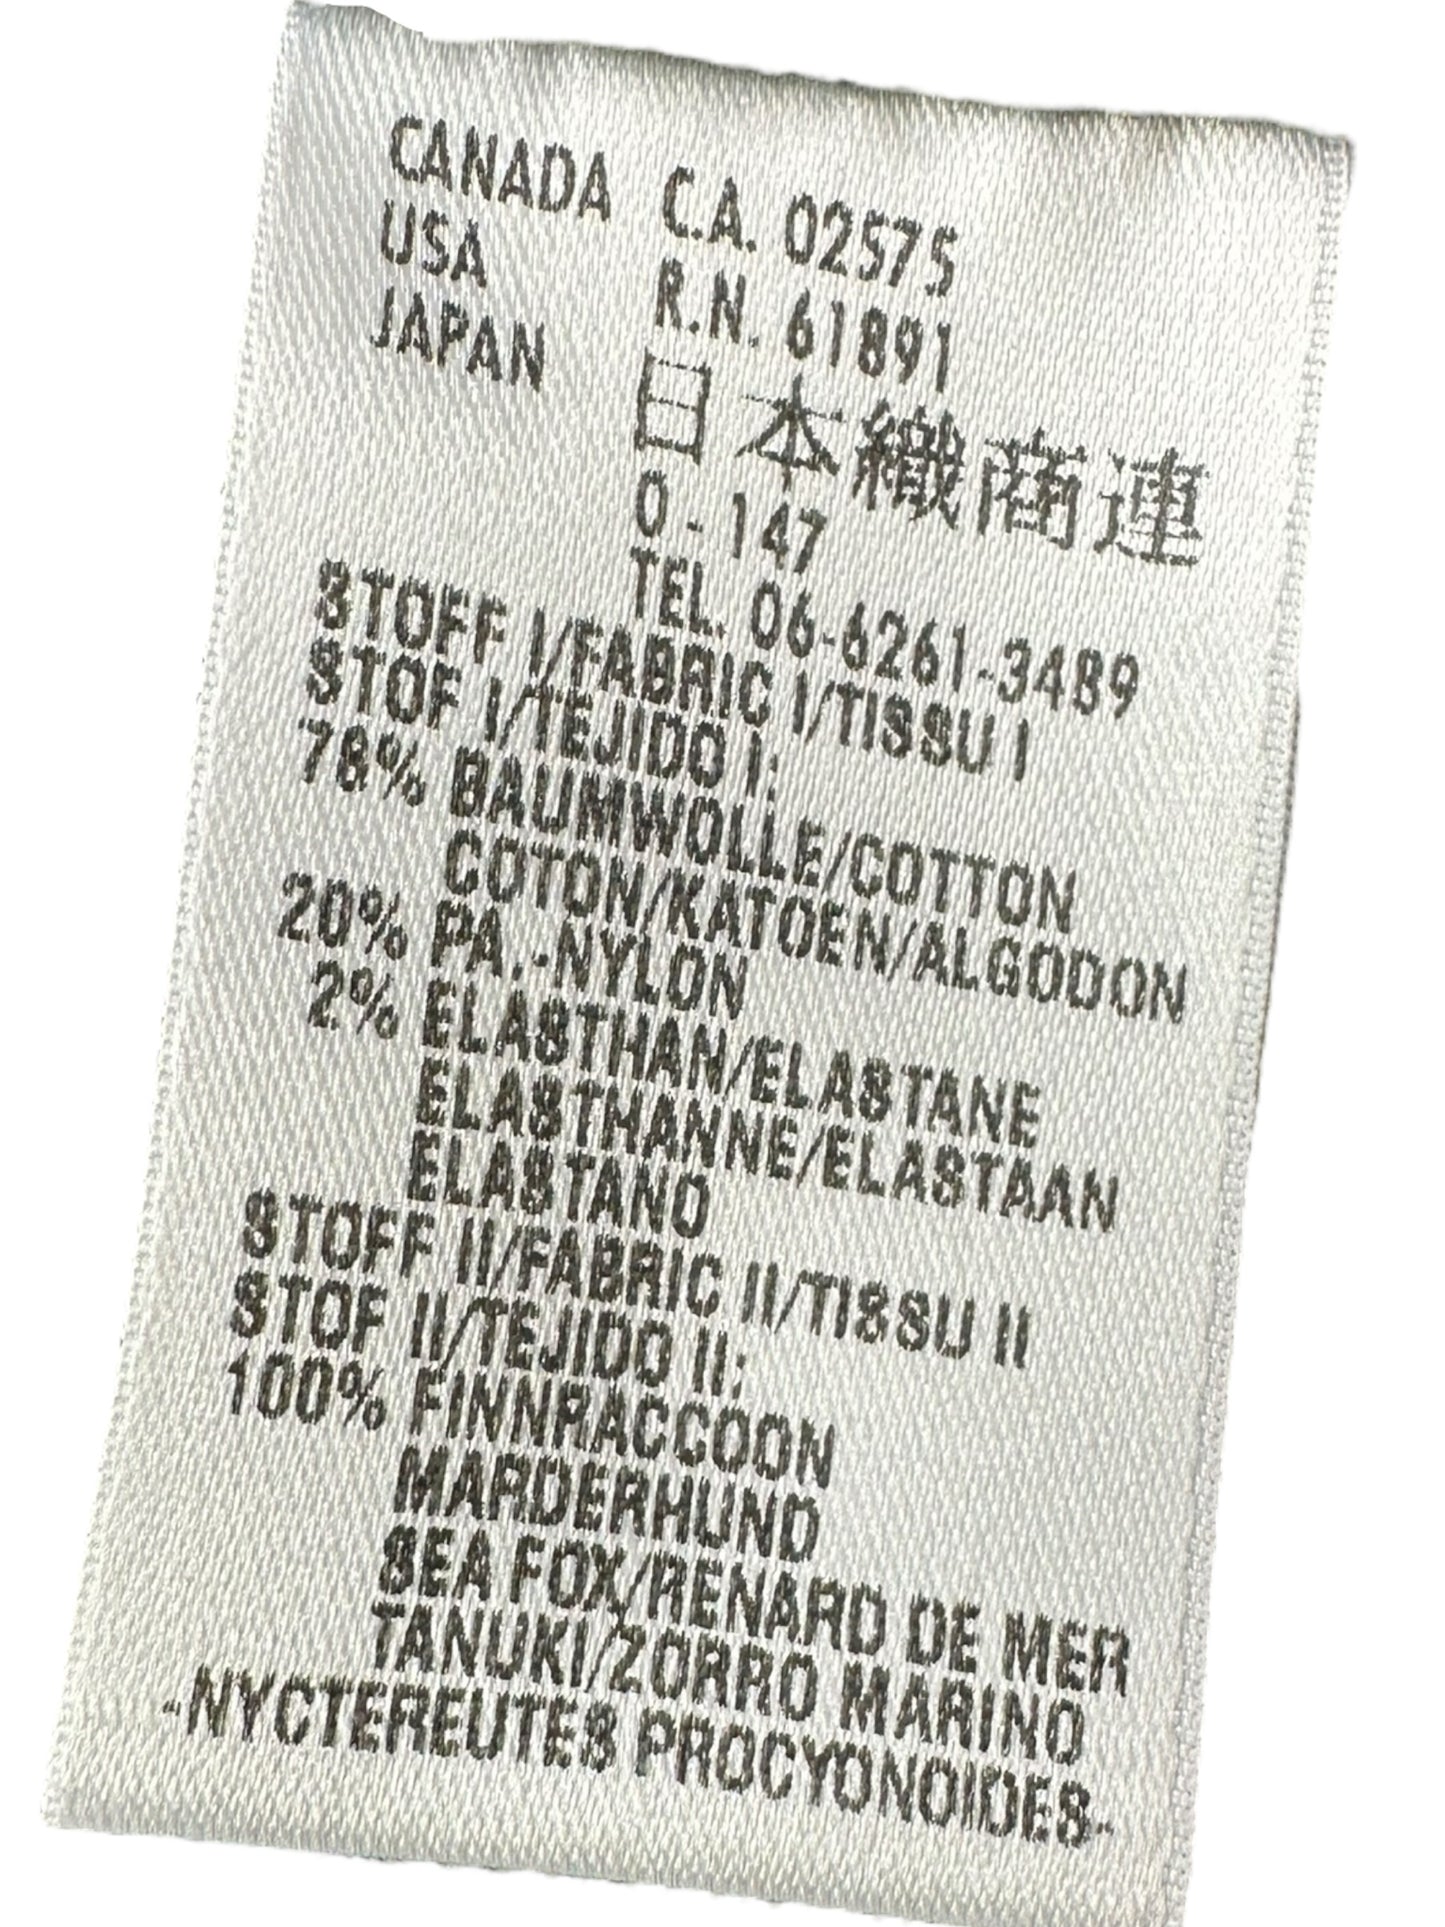 CANADA C.A. 02575
USA R.N. 61891
JAPAN 日本織商連
0-147
TEL. 06-6261-3489
STOFF I/FABRIC I/TISSU I
STOF I/TEJIDO I:
78% BAUMWOLLE/COTTON
COTON/KATOEN/ALGODON
20% PA.-NYLON
2% ELASTHAN/ELASTANE
ELASTHANNE/ELASTAAN
ELASTANO
STOFF II/FABRIC II/TISSU II
STOF II/TEJIDO II:
100% FINNRACCOON
MARDERHUND
SEA FOX/RENARD DE MER
TANUKI/ZORRO MARINO
-NYCTEREUTES PROCYONOIDES-